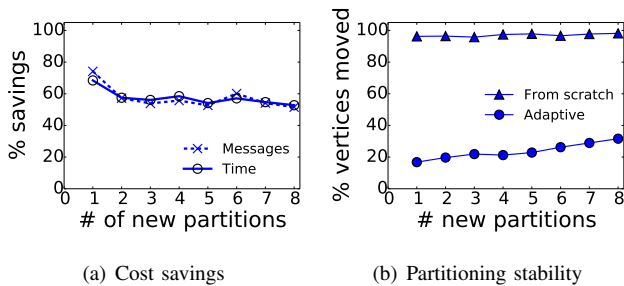 % savings
100
80
60
40
20
0
Messages
Time
0 1 2 3 4 5 6 7 8
# of new partitions
(a) Cost savings
% vertices moved
100
80
60
40
20
0
From scratch
Adaptive
0 1 2 3 4 5 6 7 8
# new partitions
(b) Partitioning stability